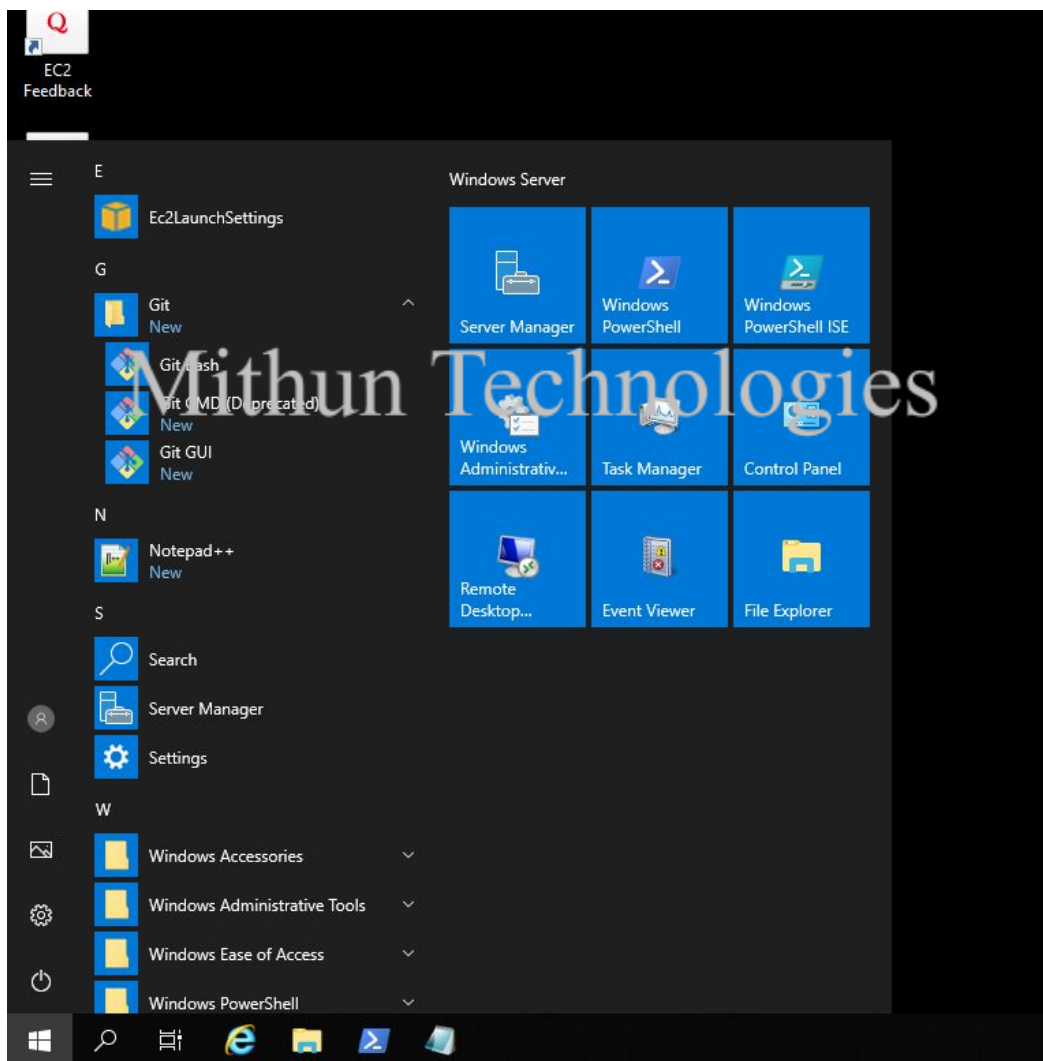 Q
EC2
Feedback
E
Ec2LaunchSettings
G
Git
New
Git Bash
Git CMD (Deprecated)
New
Git GUI
New
N
Notepad++
New
S
Search
Server Manager
Settings
W
Windows Accessories
Windows Administrative Tools
Windows Ease of Access
Windows PowerShell
Windows Server
Server Manager
Windows
PowerShell
Windows
PowerShell ISE
Windows
Administrativ...
Task Manager
Control Panel
Remote
Desktop...
Event Viewer
File Explorer
Mithun Technologies